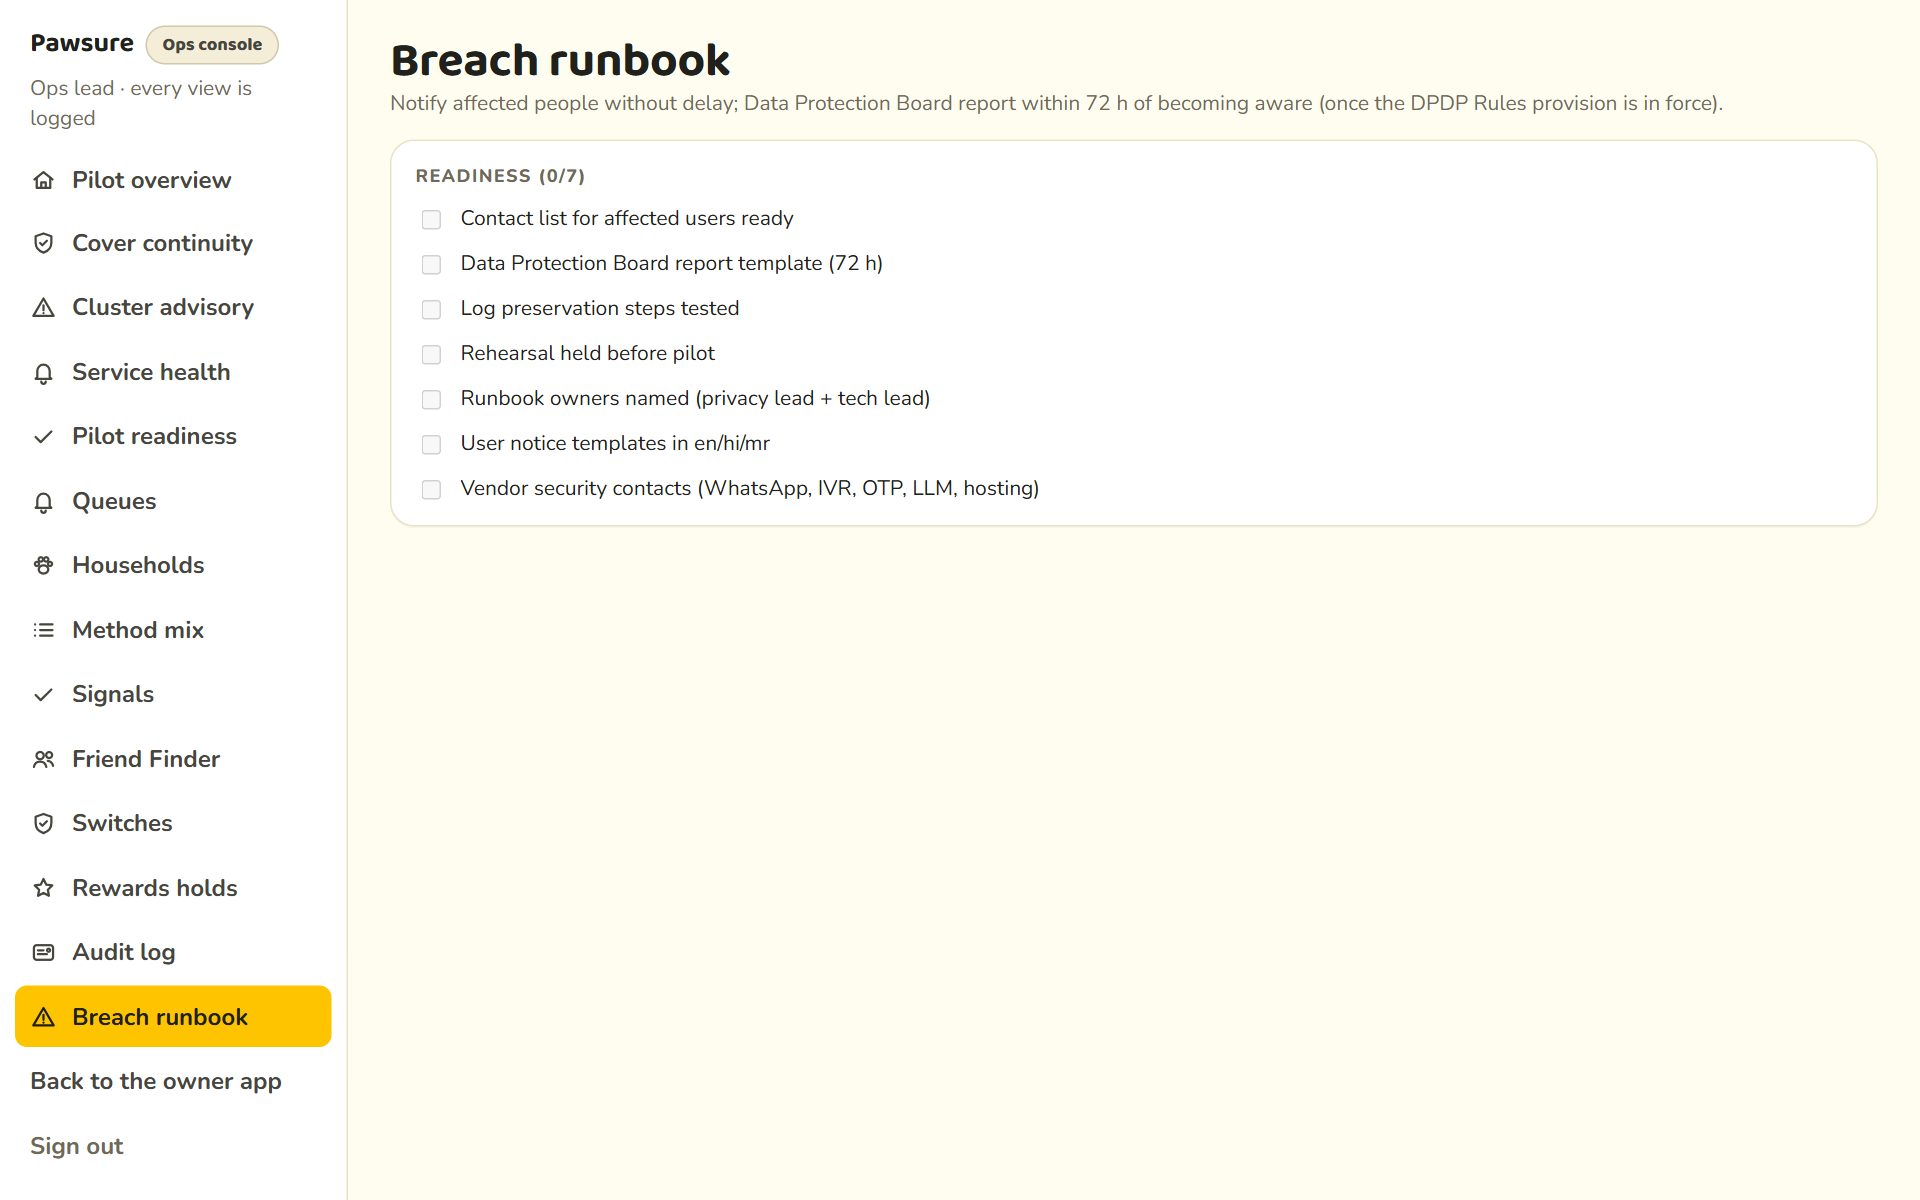 Pawsure
Ops console
Ops lead · every view is
logged
Pilot overview
Cover continuity
Cluster advisory
Service health
Pilot readiness
Queues
Households
Method mix
Signals
Friend Finder
Switches
Rewards holds
Audit log
Breach runbook
Back to the owner app
Sign out
Breach runbook
Notify affected people without delay; Data Protection Board report within 72 h of becoming aware (once the DPDP Rules provision is in force).
READINESS (0/7)
Contact list for affected users ready
Data Protection Board report template (72 h)
Log preservation steps tested
Rehearsal held before pilot
Runbook owners named (privacy lead + tech lead)
User notice templates in en/hi/mr
Vendor security contacts (WhatsApp, IVR, OTP, LLM, hosting)